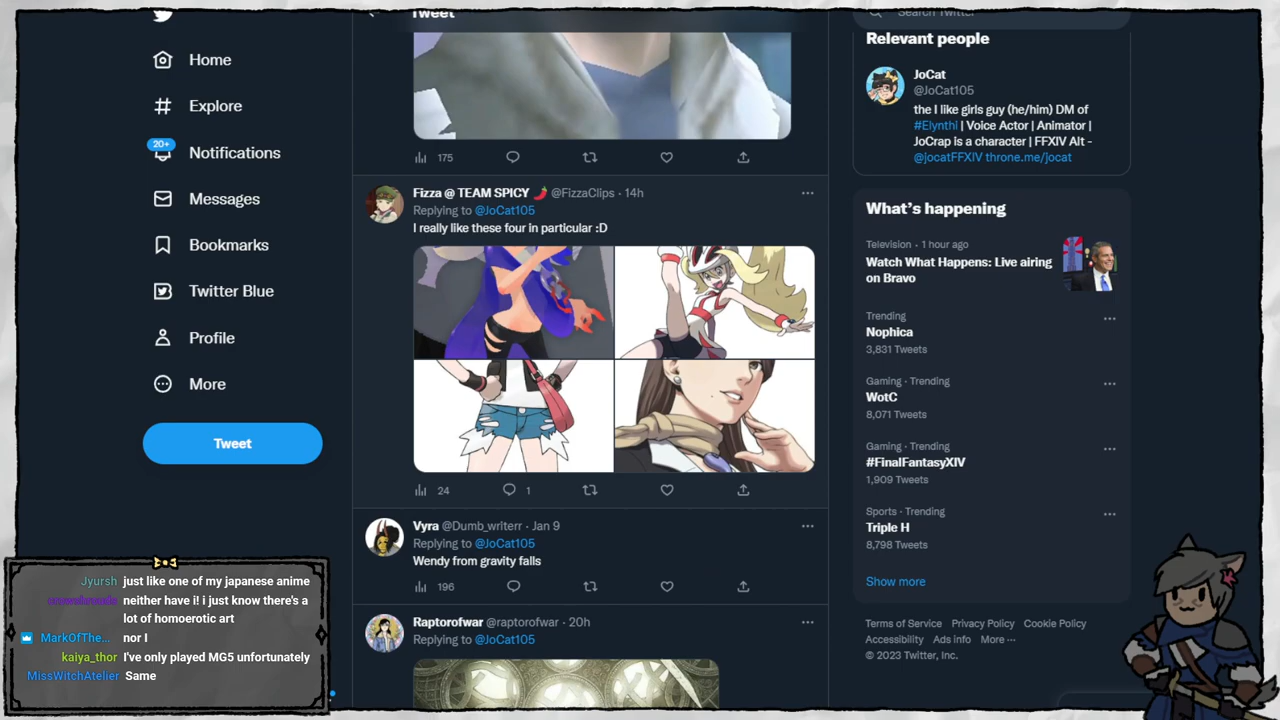 Home
Explore
20+
Notifications
Messages
Bookmarks
Twitter Blue
Profile
More
Tweet
Tweet
175
Fizza @ TEAM SPICY 🌶️ @FizzaClips · 14h
Replying to @JoCat105
I really like these four in particular :D
24
1
Vyra @Dumb_writerr · Jan 9
Replying to @JoCat105
Wendy from gravity falls
196
Raptorofwar @raptorofwar · 20h
Replying to @JoCat105
Search Twitter
Relevant people
JoCat
@JoCat105
the I like girls guy (he/him) DM of
#Elynthi | Voice Actor | Animator |
JoCrap is a character | FFXIV Alt -
@jocatFFXIV throne.me/jocat
What's happening
Television · 1 hour ago
Watch What Happens: Live airing
on Bravo
Trending
Nophica
3,831 Tweets
Gaming · Trending
WotC
8,071 Tweets
Gaming · Trending
#FinalFantasyXIV
1,909 Tweets
Sports · Trending
Triple H
8,798 Tweets
Show more
Terms of Service Privacy Policy Cookie Policy
Accessibility Ads info More ···
© 2023 Twitter, Inc.
Jyursh just like one of my japanese anime
neither have i! i just know there's a
lot of homoerotic art
MarkOfThe... nor I
kaiya_thor I've only played MG5 unfortunately
MissWitchAtelier Same